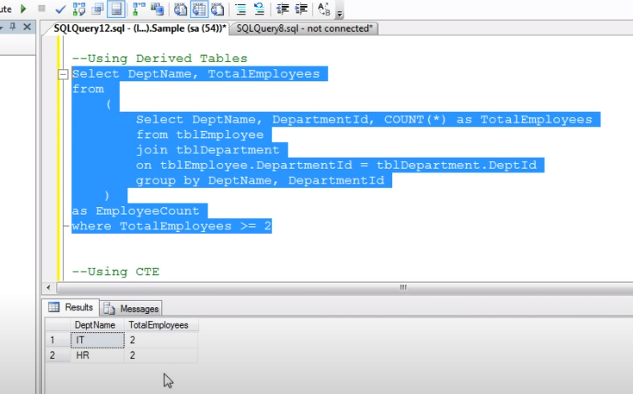 ute
SQLQuery12.sql - (l...).Sample (sa (54))* SQLQuery8.sql - not connected*
--Using Derived Tables
Select DeptName, TotalEmployees
from
(
Select DeptName, DepartmentId, COUNT(*) as TotalEmployees
from tblEmployee
join tblDepartment
on tblEmployee.DepartmentId = tblDepartment.DeptId
group by DeptName, DepartmentId
)
as EmployeeCount
where TotalEmployees >= 2
--Using CTE
Results Messages
DeptName TotalEmployees
1 IT 2
2 HR 2